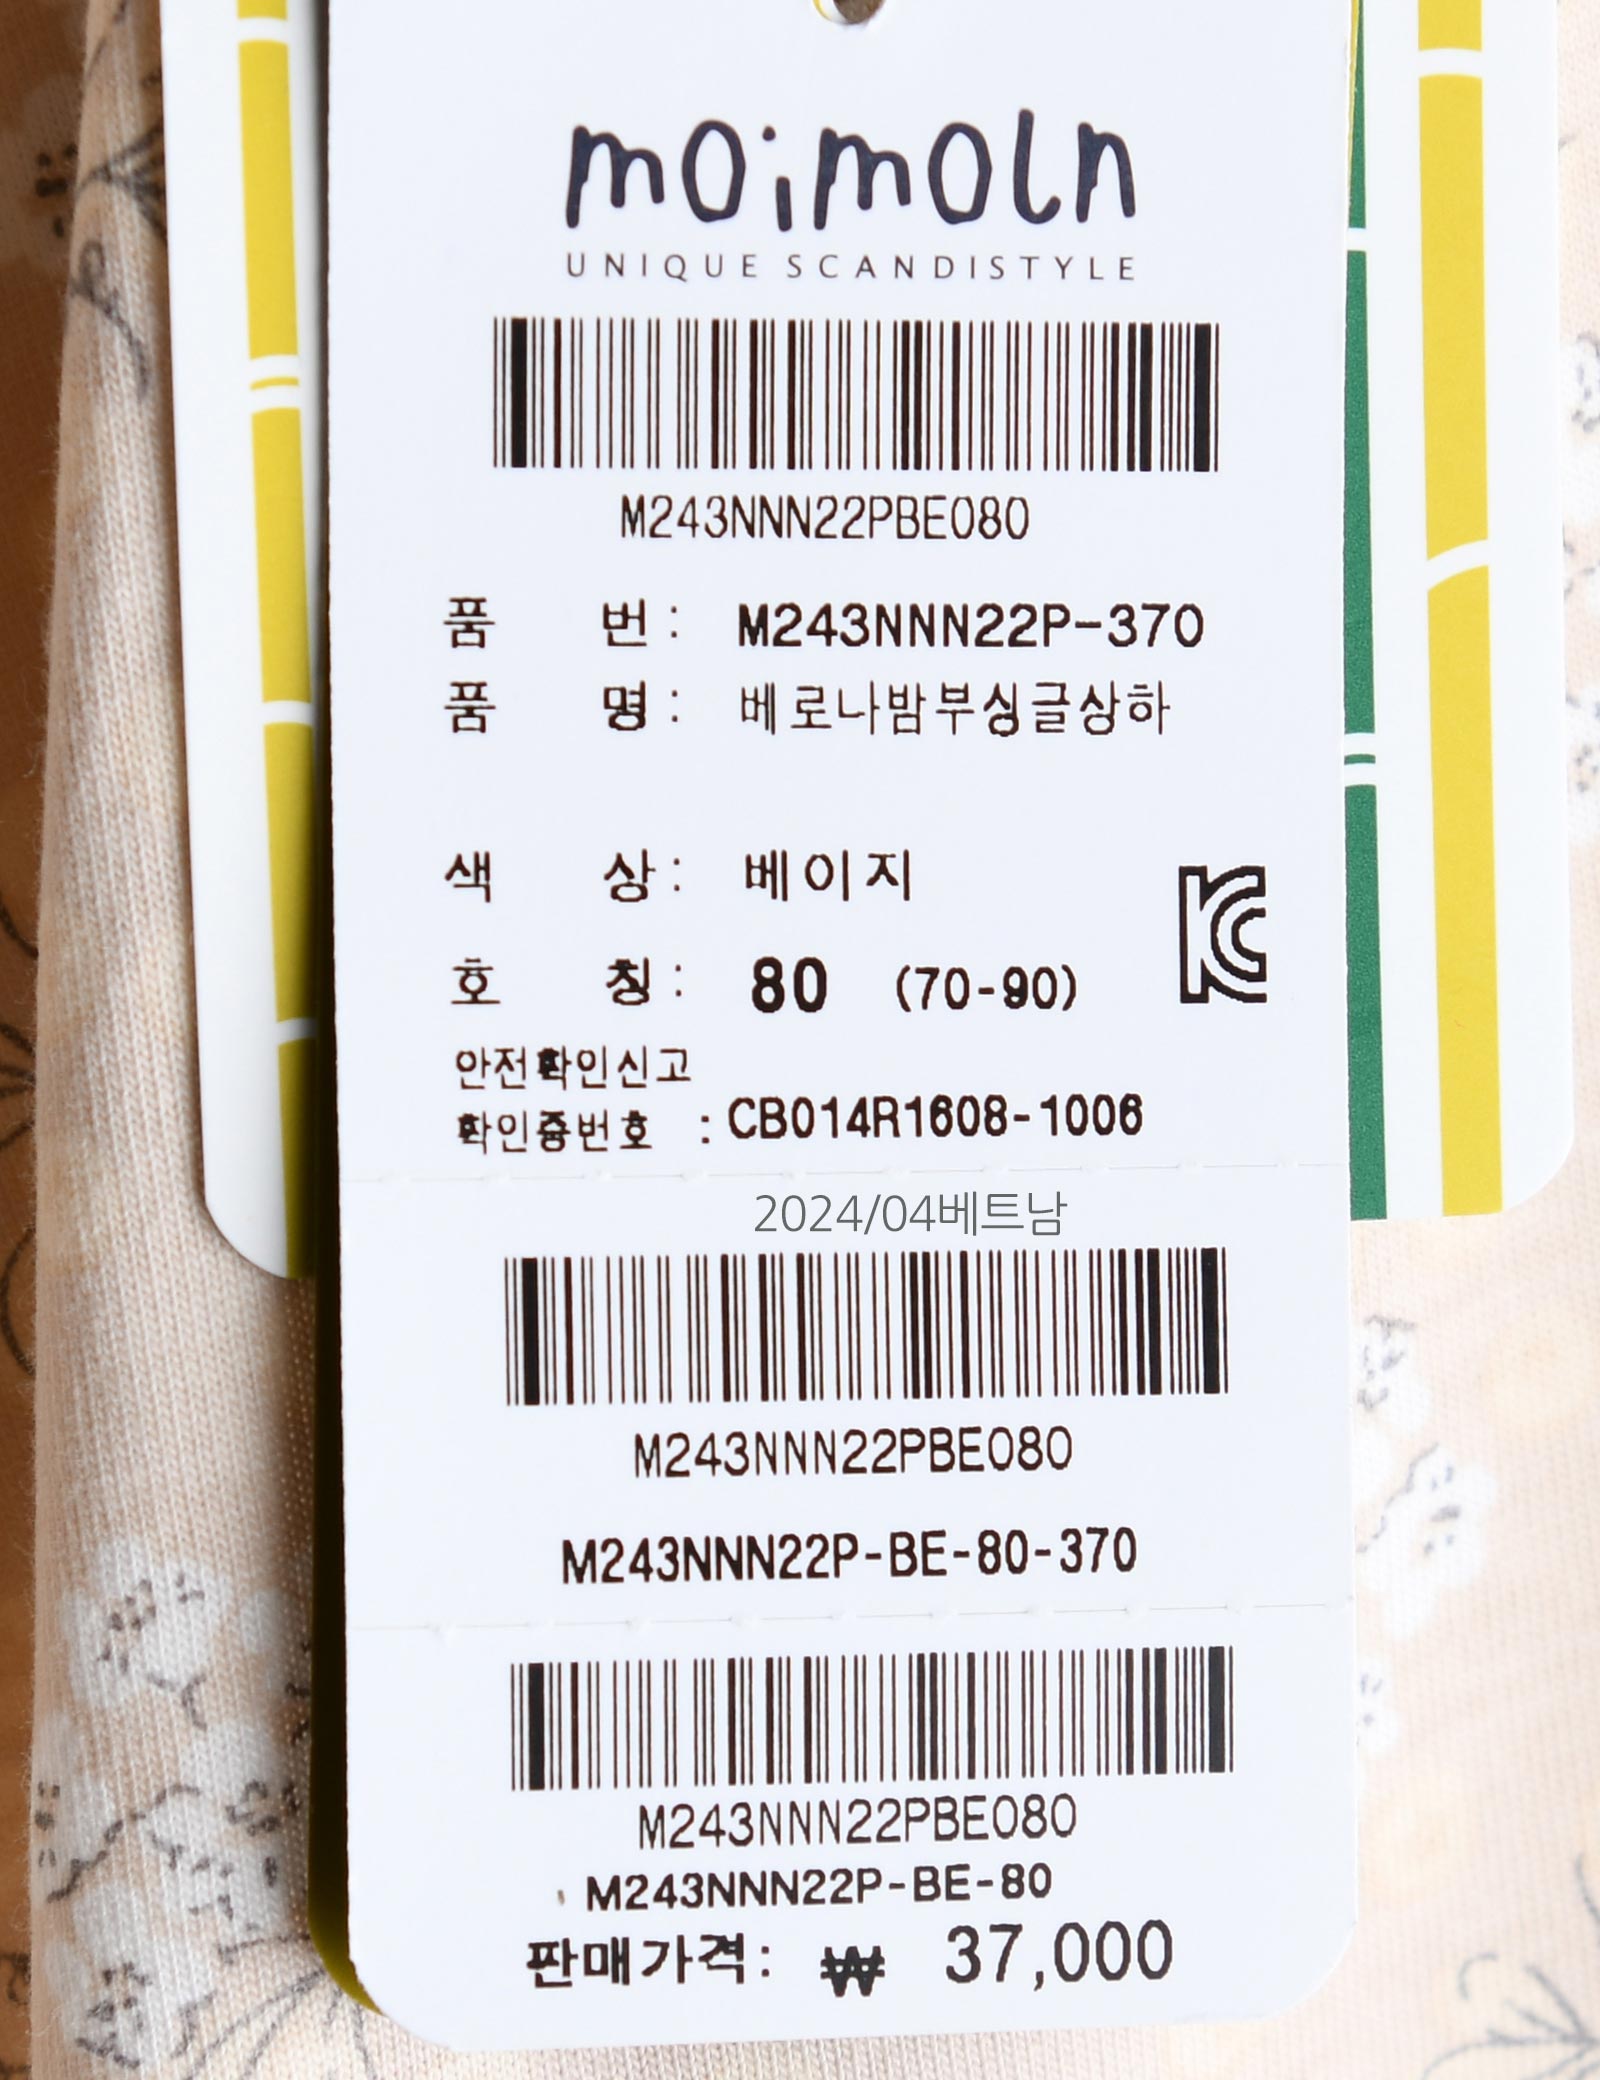 moimoln
UNIQUE SCANDISTYLE
M243NNN22PBE080
품 번 : M243NNN22P-370
품 명 : 베로나밤부싱글상하
색 상 : 베이지
호 칭 : 80 (70-90)
안전확인신고
확인증번호 : CB014R1608-1006
2024/04베트남
M243NNN22PBE080
M243NNN22P-BE-80-370
M243NNN22PBE080
M243NNN22P-BE-80
판매가격: ₩ 37,000